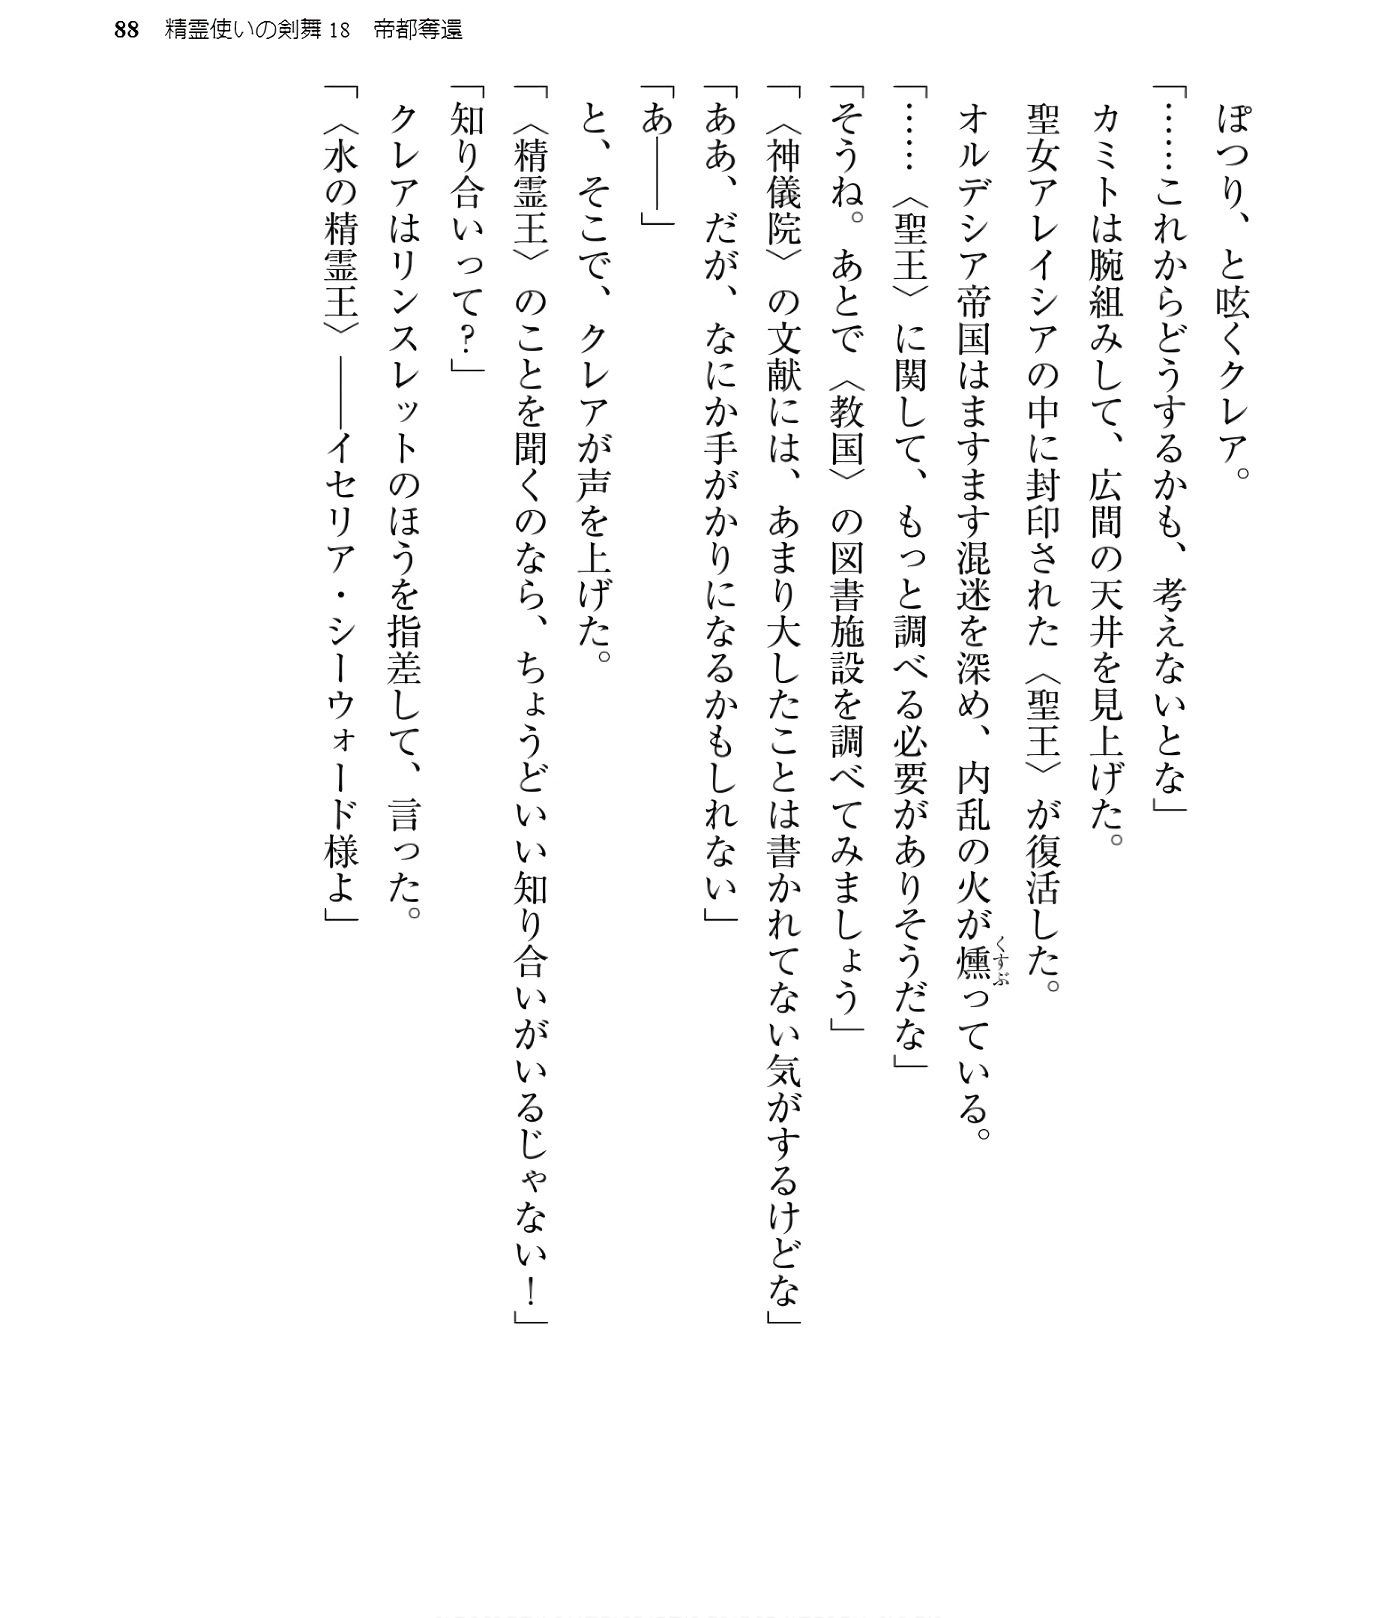 88　精霊使いの剣舞18　帝都奪還
　ぽつり、と呟くクレア。
「……これからどうするかも、考えないとな」
　カミトは腕組みして、広間の天井を見上げた。
　聖女アレイシアの中に封印された〈聖王〉が復活した。
　オルデシア帝国はますます混迷を深め、内乱の火が燻っている。
くすぶ
「……〈聖王〉に関して、もっと調べる必要がありそうだな」
「そうね。あとで〈教国〉の図書施設を調べてみましょう」
「〈神儀院〉の文献には、あまり大したことは書かれてない気がするけどな」
「ああ、だが、なにか手がかりになるかもしれない」
「あ――」
　と、そこで、クレアが声を上げた。
「〈精霊王〉のことを聞くのなら、ちょうどいい知り合いがいるじゃない！」
「知り合いって？」
　クレアはリンスレットのほうを指差して、言った。
「〈水の精霊王〉――イセリア・シーウォード様よ」